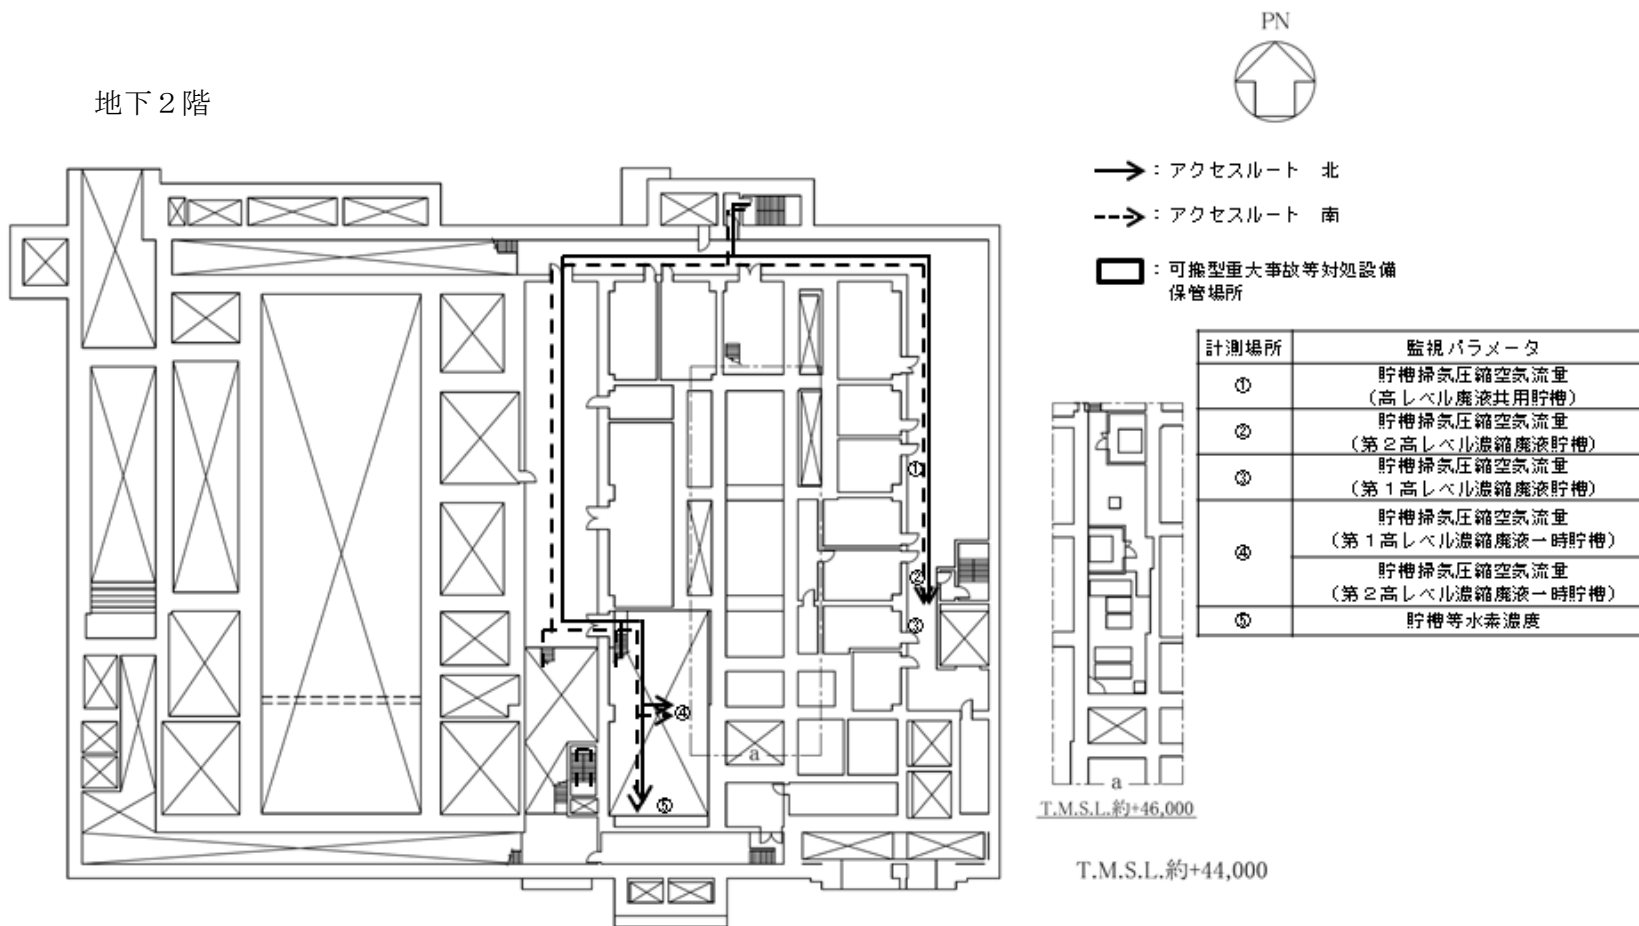 PN
地下２階
：アクセスルート　北
：アクセスルート　南
：可搬型重大事故等対処設備
保管場所
計測場所
監視パラメータ
①
貯槽掃気圧縮空気流量
（高レベル廃液共用貯槽）
②
貯槽掃気圧縮空気流量
（第２高レベル濃縮廃液貯槽）
③
貯槽掃気圧縮空気流量
（第１高レベル濃縮廃液貯槽）
④
貯槽掃気圧縮空気流量
（第１高レベル濃縮廃液一時貯槽）
貯槽掃気圧縮空気流量
（第２高レベル濃縮廃液一時貯槽）
⑤
貯槽等水素濃度
①
②
③
④
⑤
a
a
T.M.S.L.約+46,000
T.M.S.L.約+44,000